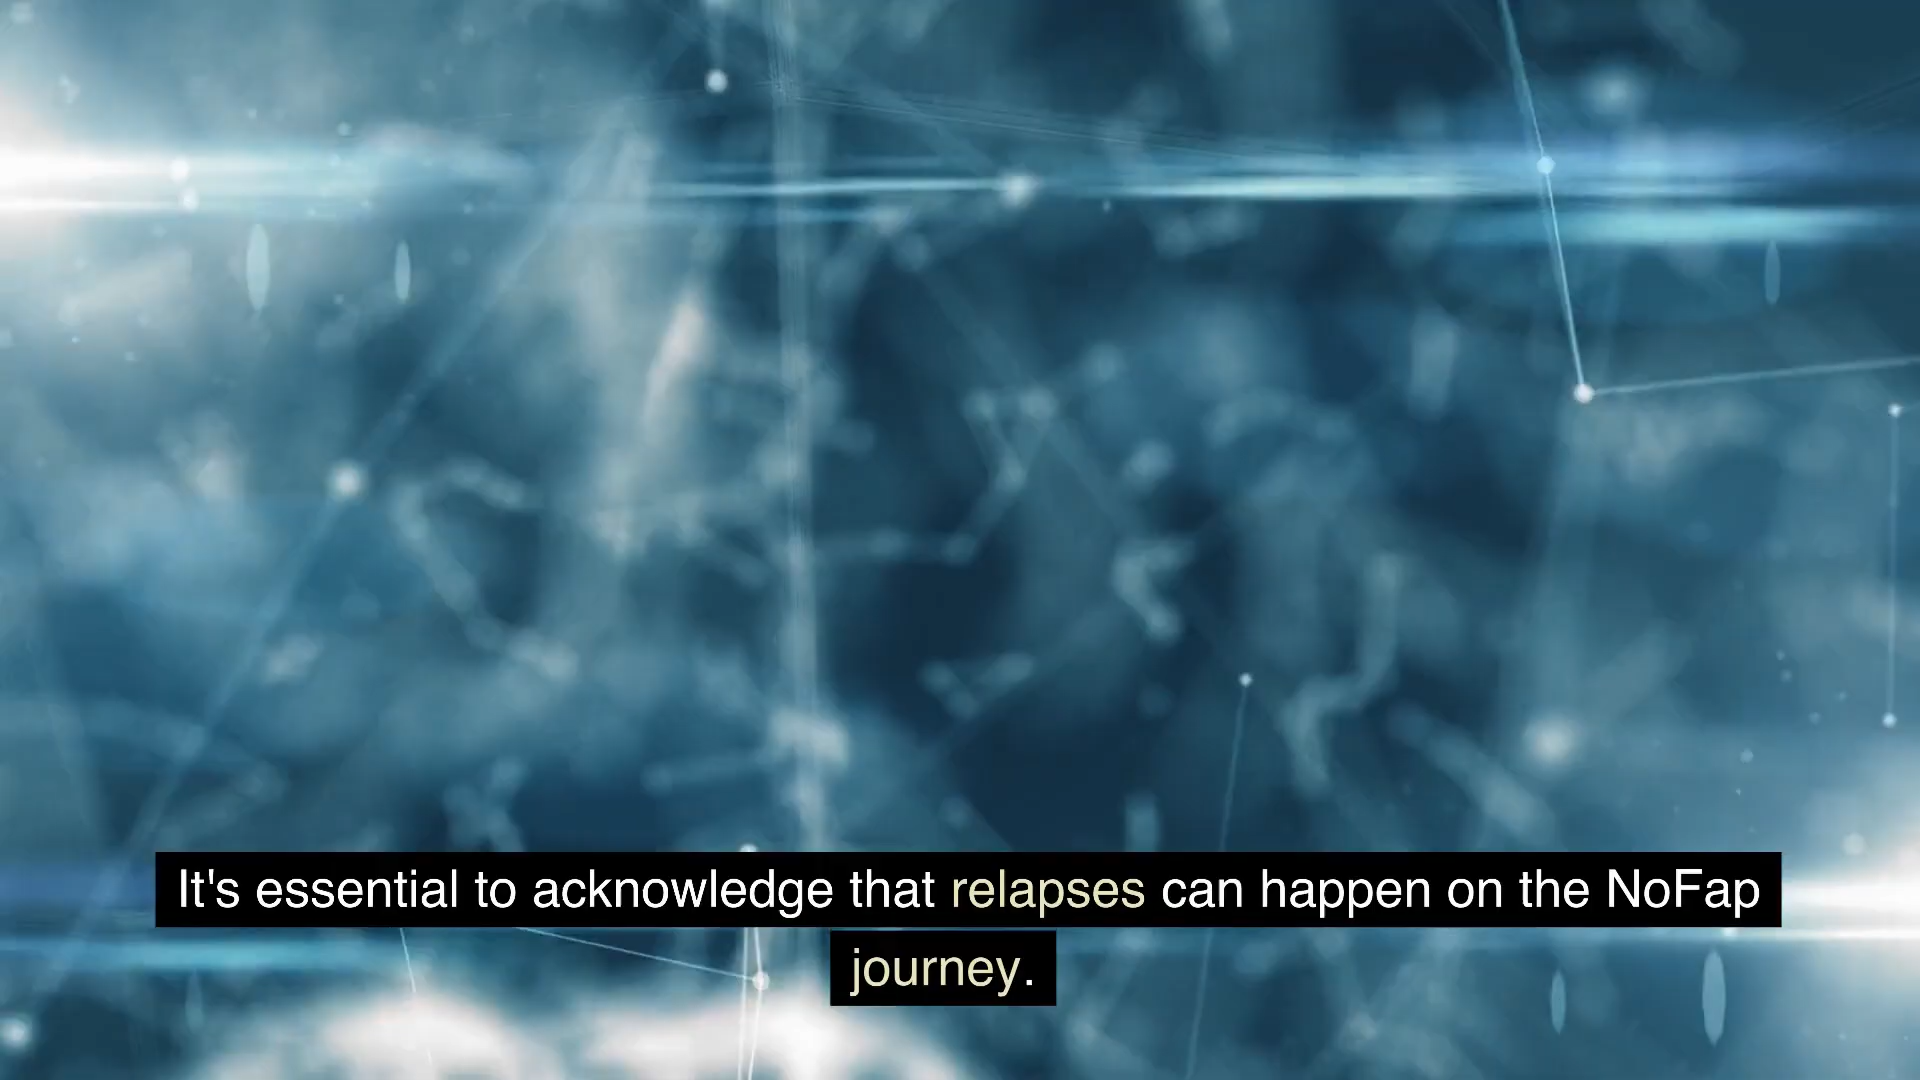 It's essential to acknowledge that relapses can happen on the NoFap
journey.